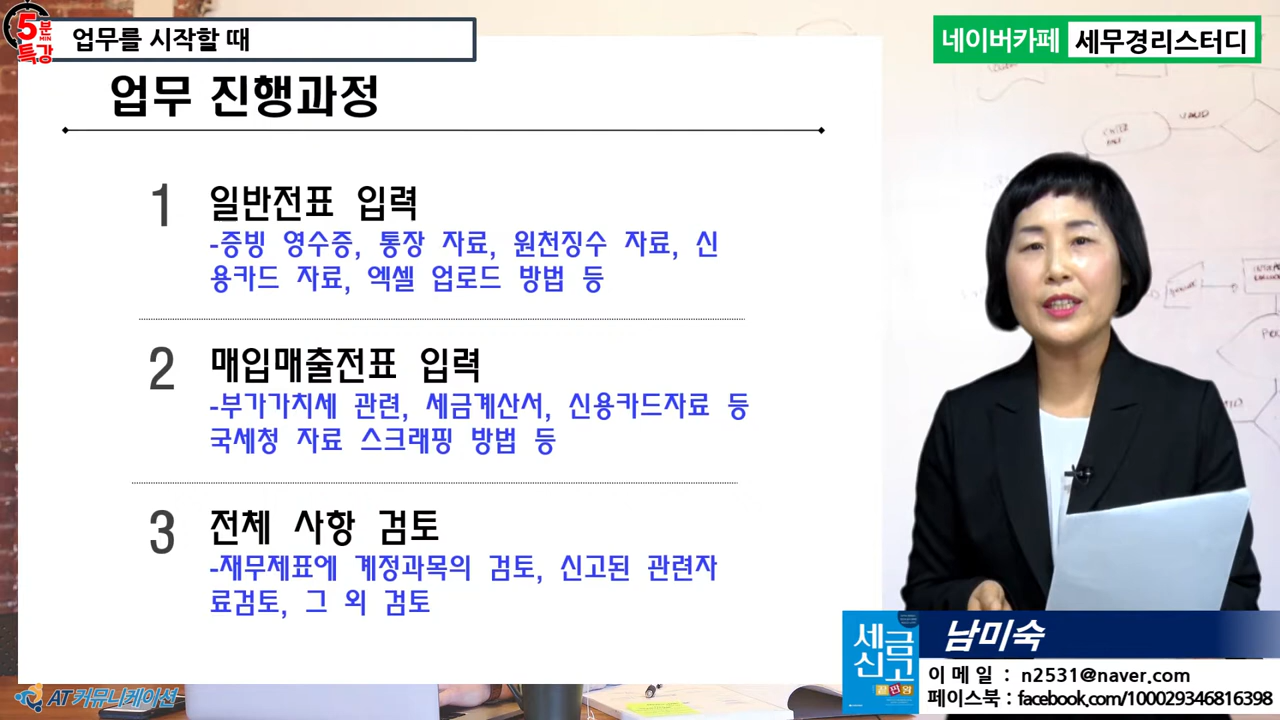 5분
MIN
특강
업무를 시작할 때
네이버카페 세무경리스터디
업무 진행과정
1 일반전표 입력
-증빙 영수증, 통장 자료, 원천징수 자료, 신
용카드 자료, 엑셀 업로드 방법 등
2 매입매출전표 입력
-부가가치세 관련, 세금계산서, 신용카드자료 등
국세청 자료 스크래핑 방법 등
3 전체 사항 검토
-재무제표에 계정과목의 검토, 신고된 관련자
료검토, 그 외 검토
VALID
세금
신고
끝판왕
남미숙
이 메 일 : n2531@naver.com
페이스북 : facebook.com/100029346816398
AT커뮤니케이션